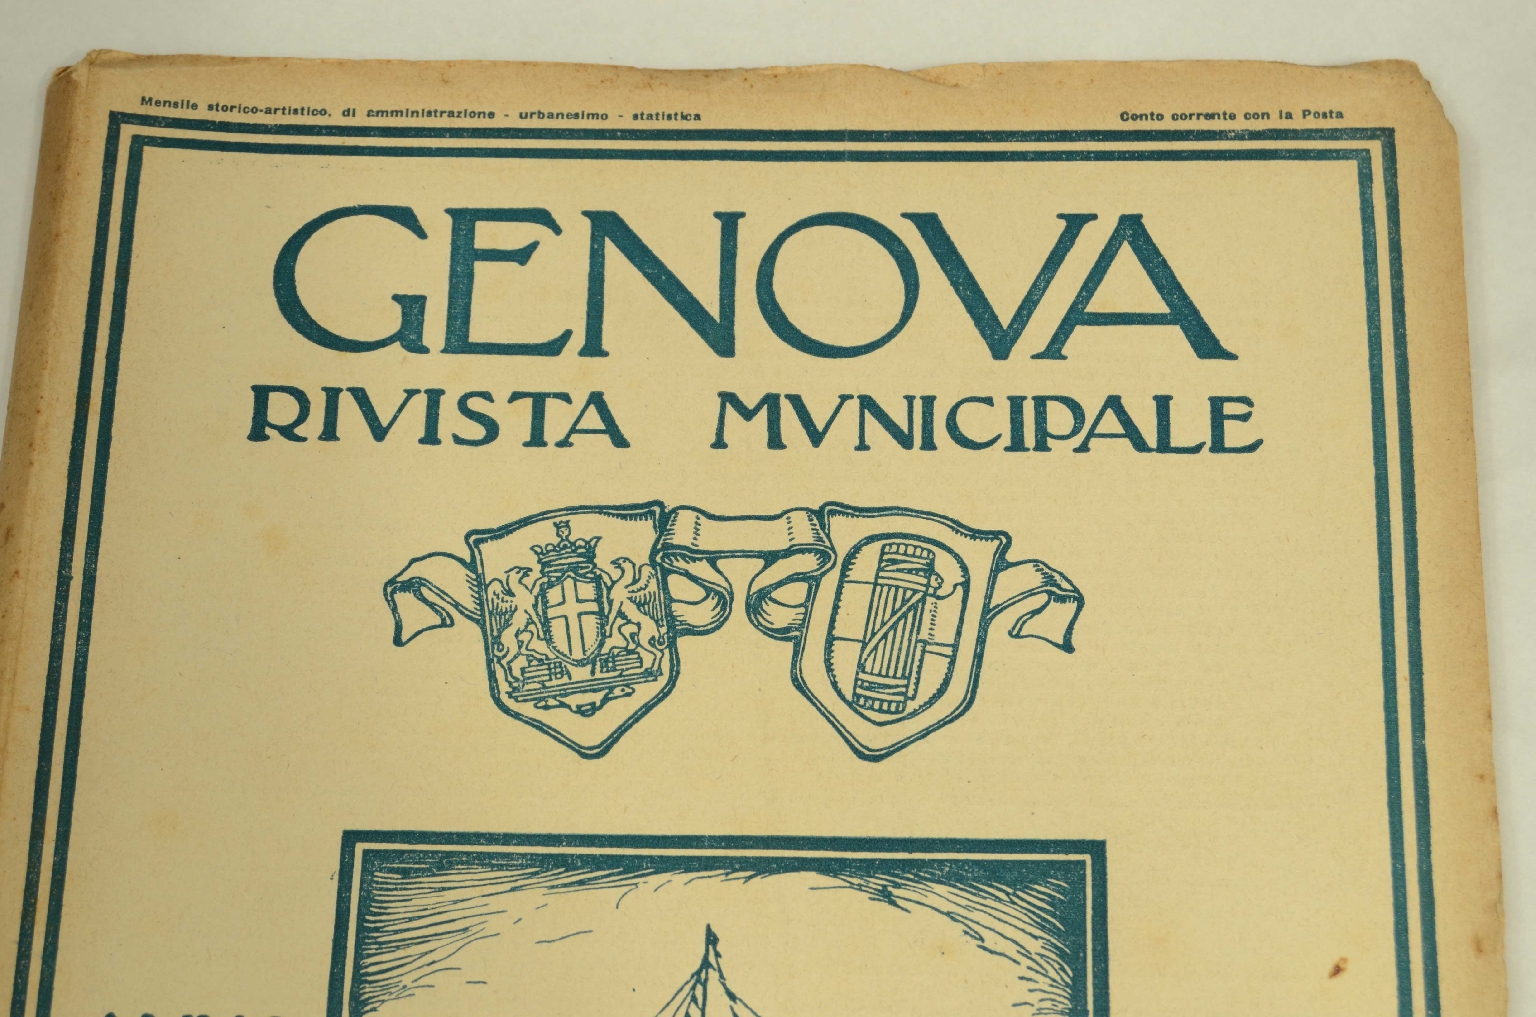 Mensile storico-artistico, di amministrazione - urbanesimo - statistica
Conto corrente con la Posta
GENOVA
RIVISTA MVNICIPALE